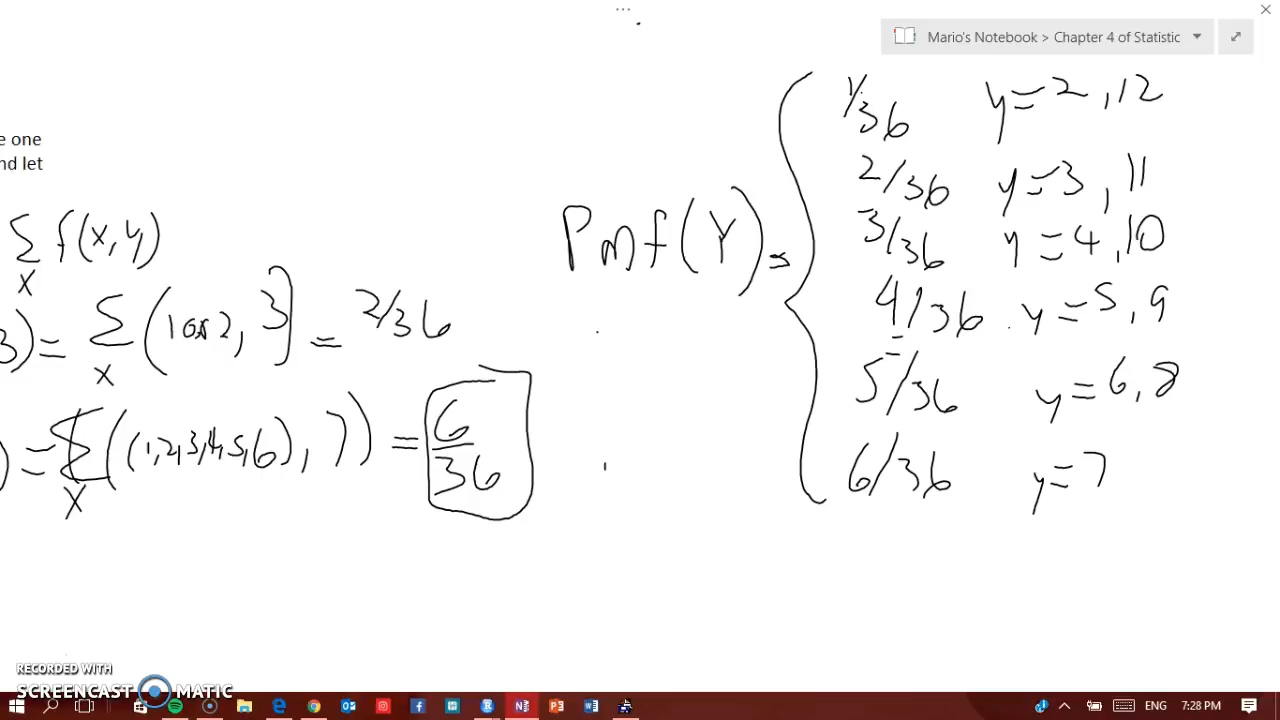 Mario's Notebook > Chapter 4 of Statistic
e one
nd let
Σ f(x,y)
x
3) = Σ (1 or 2, 3) = 2/36
x
) = Σ ((1,2,3,4,5,6), 7) = 6/36
x
Pmf(Y) =
1/36 y=2,12
2/36 y=3,11
3/36 y=4,10
4/36 y=5,9
5/36 y=6,8
6/36 y=7
RECORDED WITH
SCREENCAST MATIC
ENG 7:28 PM